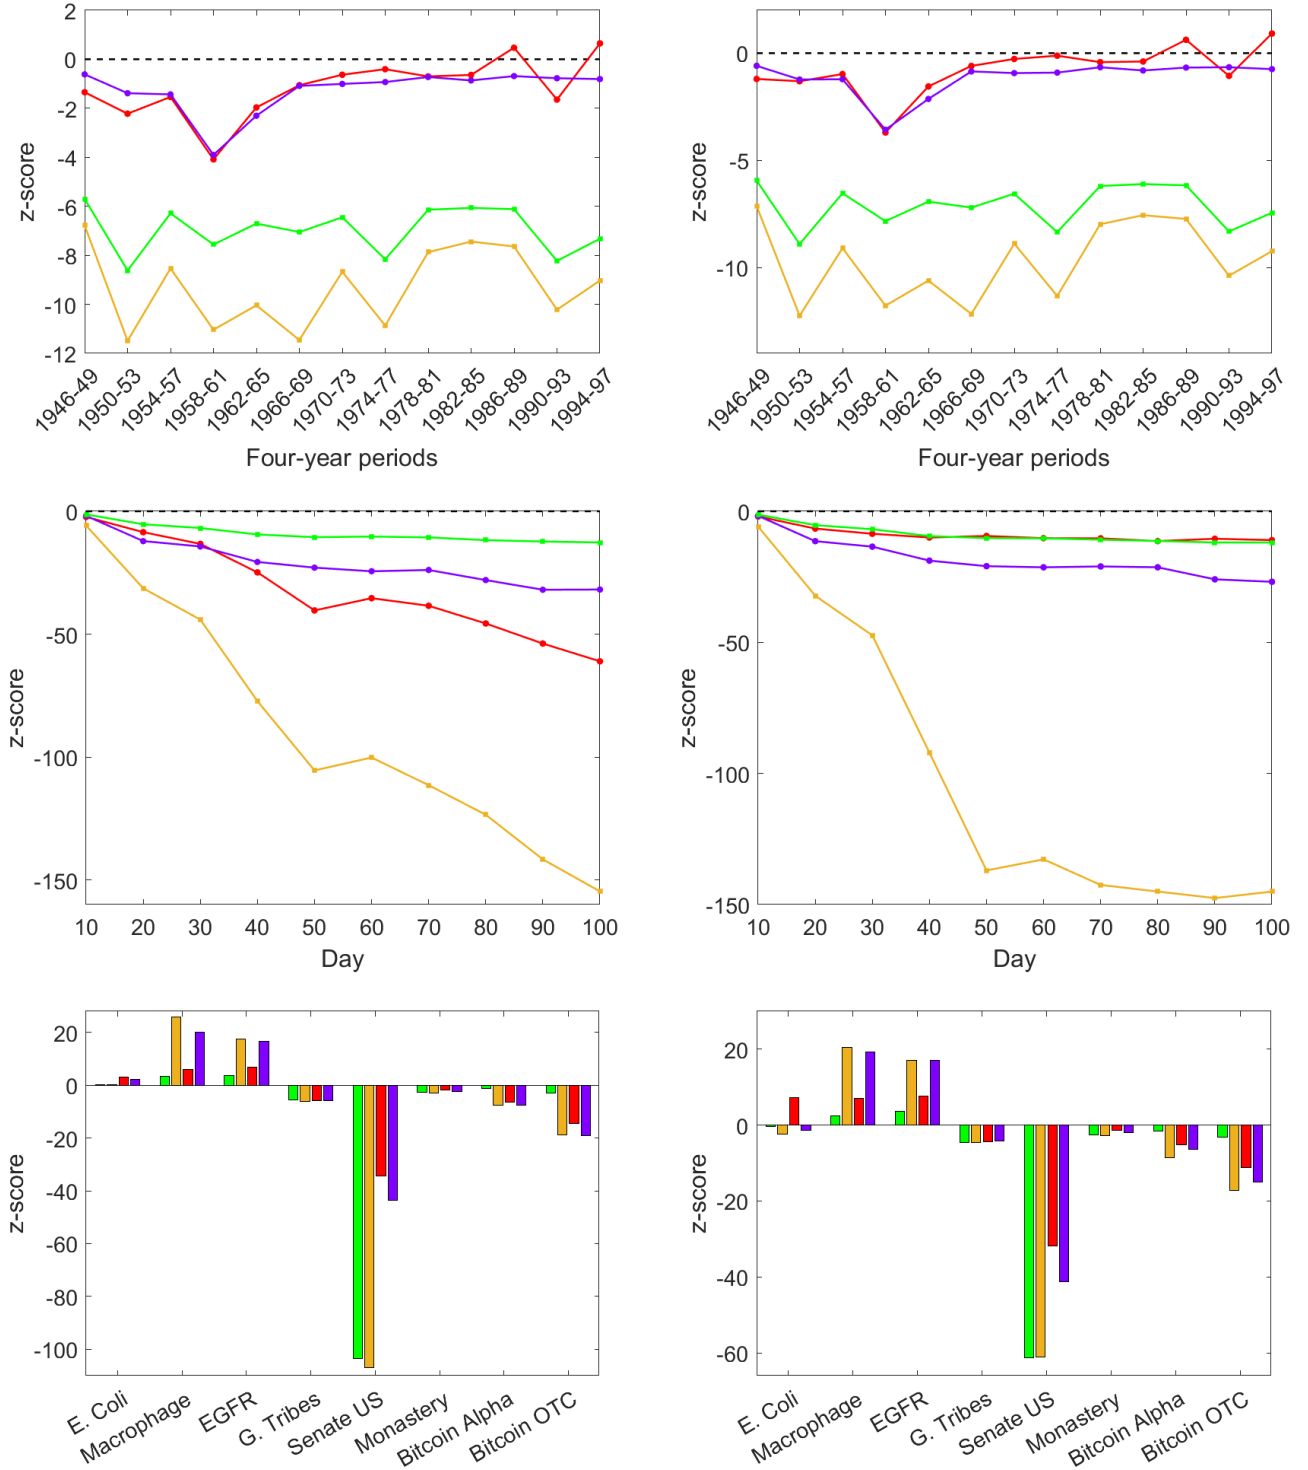 2
0
-2
-4
-6
-8
-10
-12
z-score
1946-49
1950-53
1954-57
1958-61
1962-65
1966-69
1970-73
1974-77
1978-81
1982-85
1986-89
1990-93
1994-97
Four-year periods
0
-5
-10
z-score
1946-49
1950-53
1954-57
1958-61
1962-65
1966-69
1970-73
1974-77
1978-81
1982-85
1986-89
1990-93
1994-97
Four-year periods
0
-50
-100
-150
z-score
10 20 30 40 50 60 70 80 90 100
Day
0
-50
-100
-150
z-score
10 20 30 40 50 60 70 80 90 100
Day
20
0
-20
-40
-60
-80
-100
z-score
E. Coli
Macrophage
EGFR
G. Tribes
Senate US
Monastery
Bitcoin Alpha
Bitcoin OTC
20
0
-20
-40
-60
z-score
E. Coli
Macrophage
EGFR
G. Tribes
Senate US
Monastery
Bitcoin Alpha
Bitcoin OTC